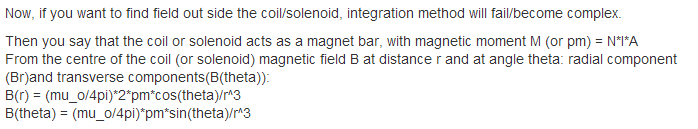 Now, if you want to find field out side the coil/solenoid, integration method will fail/become complex.
Then you say that the coil or solenoid acts as a magnet bar, with magnetic moment M (or pm) = N*I*A
From the centre of the coil (or solenoid) magnetic field B at distance r and at angle theta: radial component
(Br)and transverse components(B(theta)):
B(r) = (mu_o/4pi)*2*pm*cos(theta)/r^3
B(theta) = (mu_o/4pi)*pm*sin(theta)/r^3